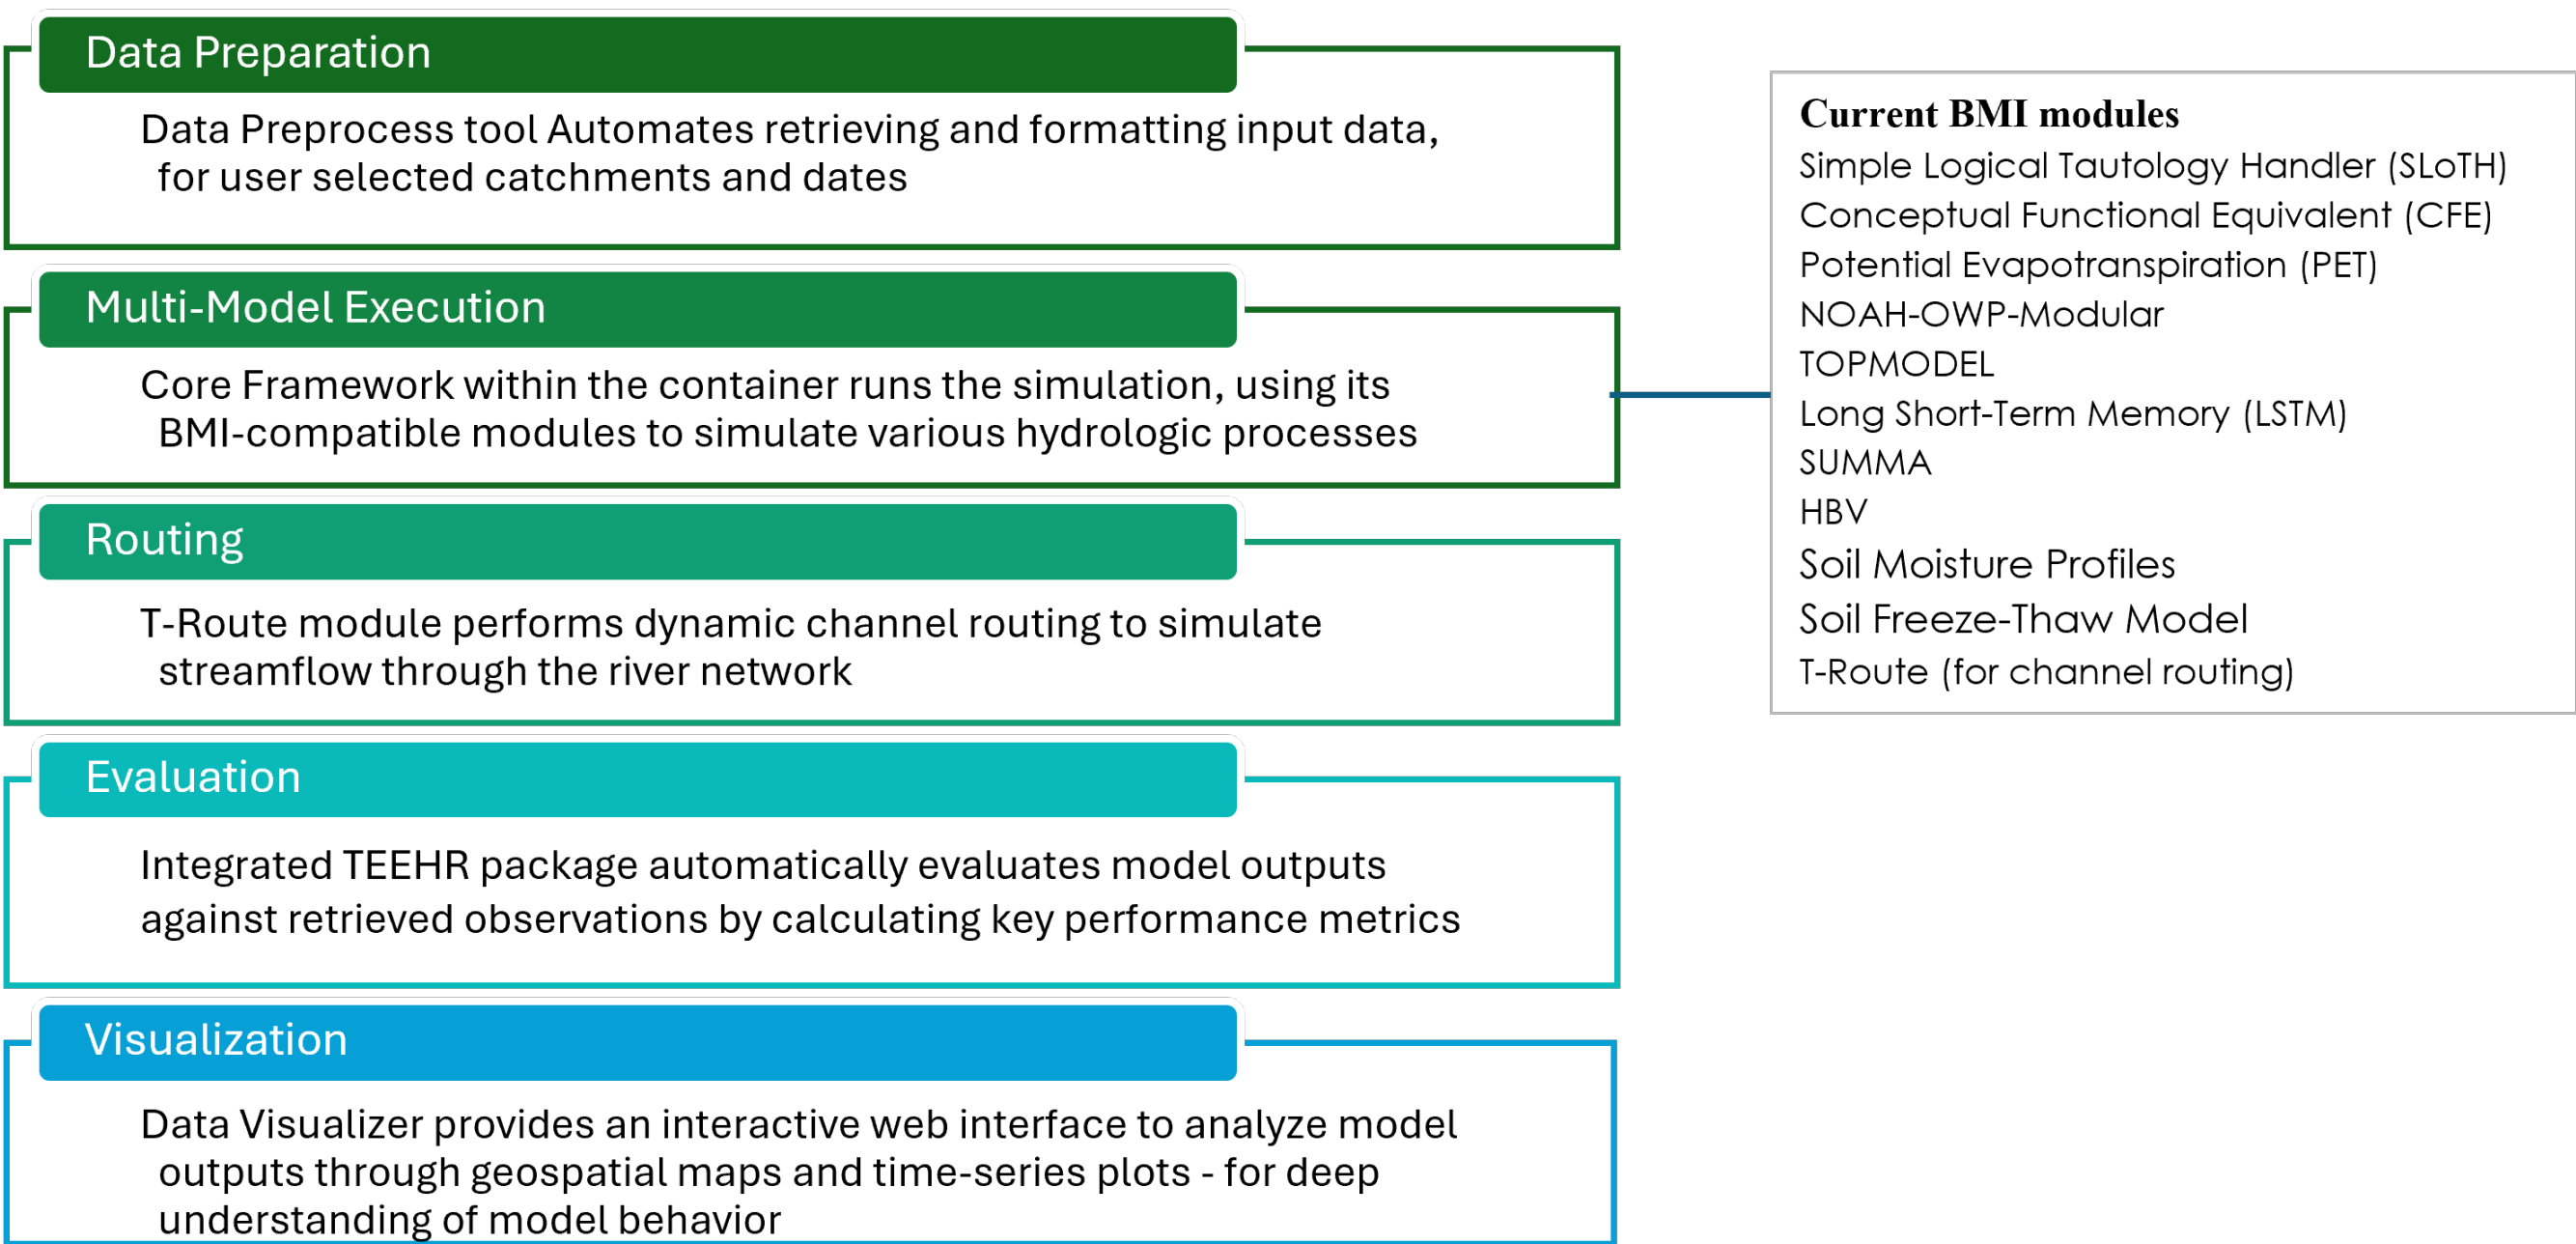 Data Preparation
Data Preprocess tool Automates retrieving and formatting input data,
for user selected catchments and dates
Multi-Model Execution
Core Framework within the container runs the simulation, using its
BMI-compatible modules to simulate various hydrologic processes
Routing
T-Route module performs dynamic channel routing to simulate
streamflow through the river network
Evaluation
Integrated TEEHR package automatically evaluates model outputs
against retrieved observations by calculating key performance metrics
Visualization
Data Visualizer provides an interactive web interface to analyze model
outputs through geospatial maps and time-series plots - for deep
understanding of model behavior
Current BMI modules
Simple Logical Tautology Handler (SLoTH)
Conceptual Functional Equivalent (CFE)
Potential Evapotranspiration (PET)
NOAH-OWP-Modular
TOPMODEL
Long Short-Term Memory (LSTM)
SUMMA
HBV
Soil Moisture Profiles
Soil Freeze-Thaw Model
T-Route (for channel routing)